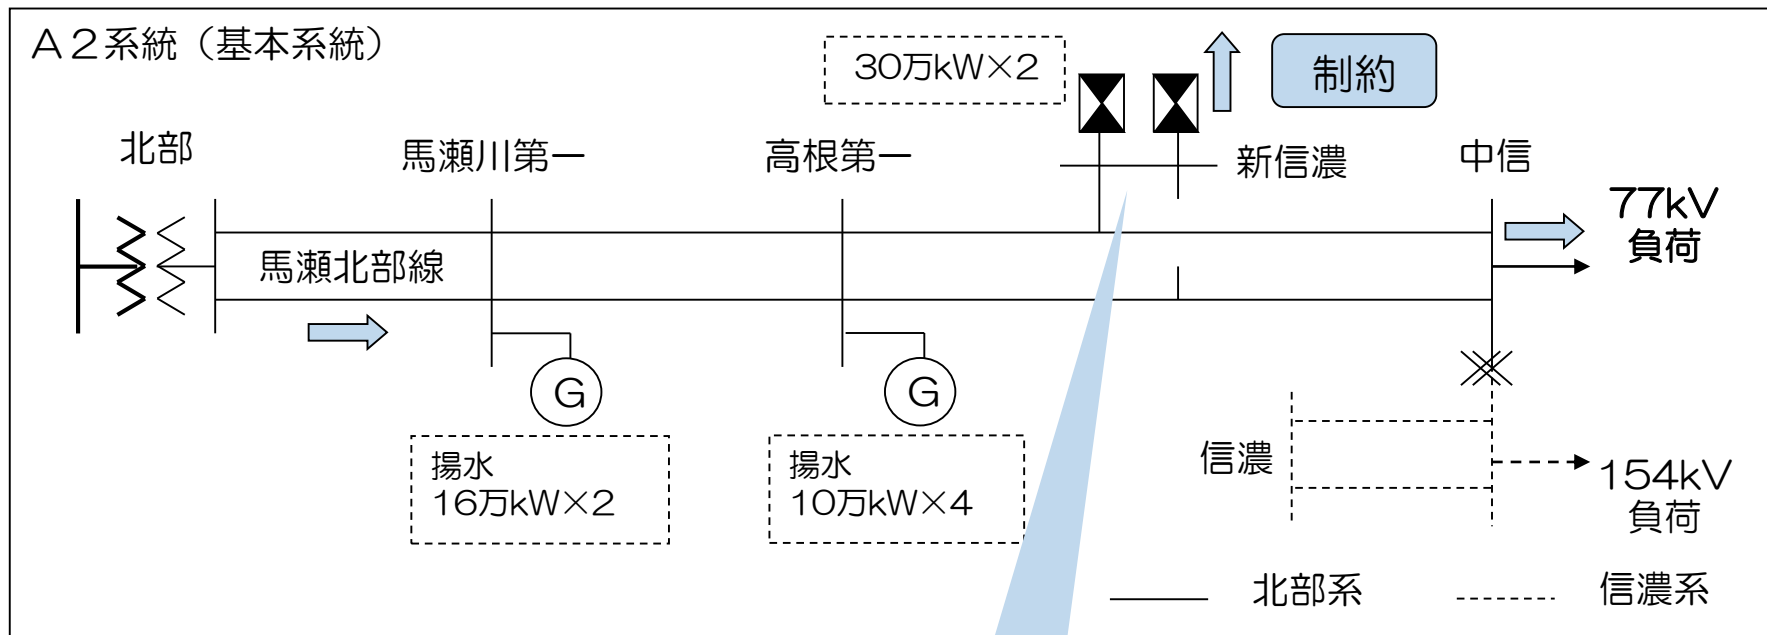 A2系統（基本系統）
30万kW×2
制約
北部
馬瀬川第一
高根第一
新信濃
中信
77kV
負荷
馬瀬北部線
G
G
揚水
16万kW×2
揚水
10万kW×4
信濃
154kV
負荷
北部系
信濃系